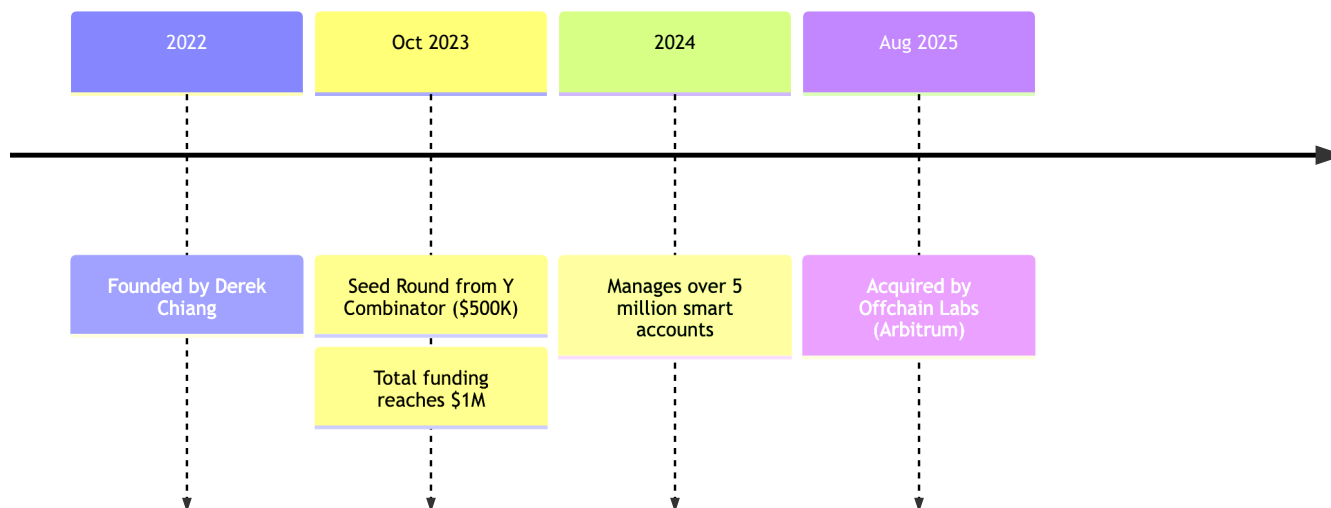 2022
Oct 2023
2024
Aug 2025
Founded by Derek
Chiang
Seed Round from Y
Combinator ($500K)
Total funding
reaches $1M
Manages over 5
million smart
accounts
Acquired by
Offchain Labs
(Arbitrum)